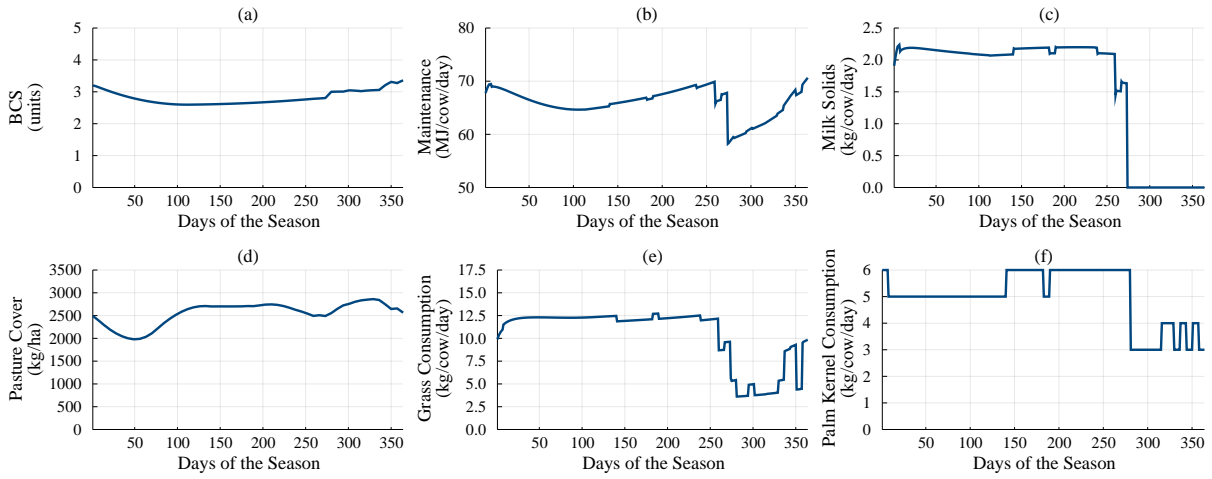 (a)
BCS
(units)
5
4
3
2
1
0
50 100 150 200 250 300 350
Days of the Season
(b)
Maintenance
(MJ/cow/day)
80
70
60
50
50 100 150 200 250 300 350
Days of the Season
(c)
Milk Solids
(kg/cow/day)
2.5
2.0
1.5
1.0
0.5
0.0
50 100 150 200 250 300 350
Days of the Season
(d)
Pasture Cover
(kg/ha)
3500
3000
2500
2000
1500
1000
500
0
50 100 150 200 250 300 350
Days of the Season
(e)
Grass Consumption
(kg/cow/day)
17.5
15.0
12.5
10.0
7.5
5.0
2.5
0.0
50 100 150 200 250 300 350
Days of the Season
(f)
Palm Kernel Consumption
(kg/cow/day)
6
5
4
3
2
1
0
50 100 150 200 250 300 350
Days of the Season